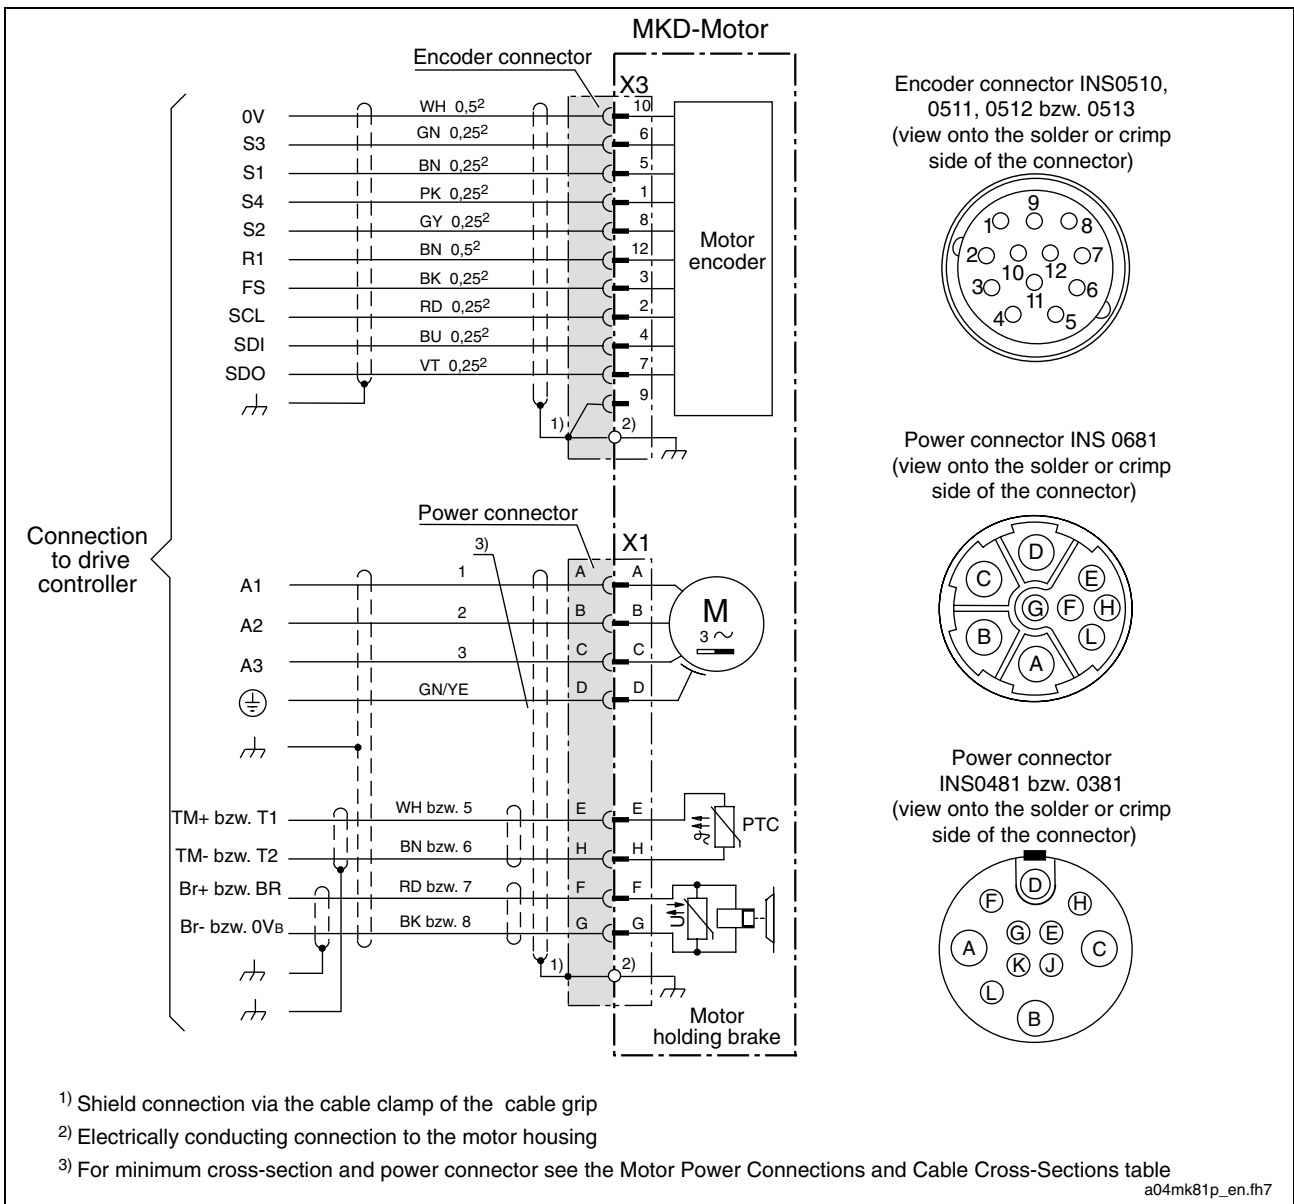 MKD-Motor
Encoder connector
X3
0V WH 0,5² 10
S3 GN 0,25² 6
S1 BN 0,25² 5
S4 PK 0,25² 1
S2 GY 0,25² 8
R1 BN 0,5² 12
FS BK 0,25² 3
SCL RD 0,25² 2
SDI BU 0,25² 4
SDO VT 0,25² 7
9
1) 2)
Motor
encoder
Encoder connector INS0510,
0511, 0512 bzw. 0513
(view onto the solder or crimp
side of the connector)
9
1 8
2 7
10 12
3 6
11
4 5
Connection
to drive
controller
Power connector
3)
X1
A1 1 A A
A2 2 B B
A3 3 C C
GN/YE D D
M
3 ~
TM+ bzw. T1 WH bzw. 5 E E
TM- bzw. T2 BN bzw. 6 H H
Br+ bzw. BR RD bzw. 7 F F
Br- bzw. 0VB BK bzw. 8 G G
ϑ PTC
U
1) 2)
Motor
holding brake
Power connector INS 0681
(view onto the solder or crimp
side of the connector)
D
C E
G F H
B L
A
Power connector
INS0481 bzw. 0381
(view onto the solder or crimp
side of the connector)
D
F H
G E
A C
K J
L
B
1) Shield connection via the cable clamp of the cable grip
2) Electrically conducting connection to the motor housing
3) For minimum cross-section and power connector see the Motor Power Connections and Cable Cross-Sections table
a04mk81p_en.fh7